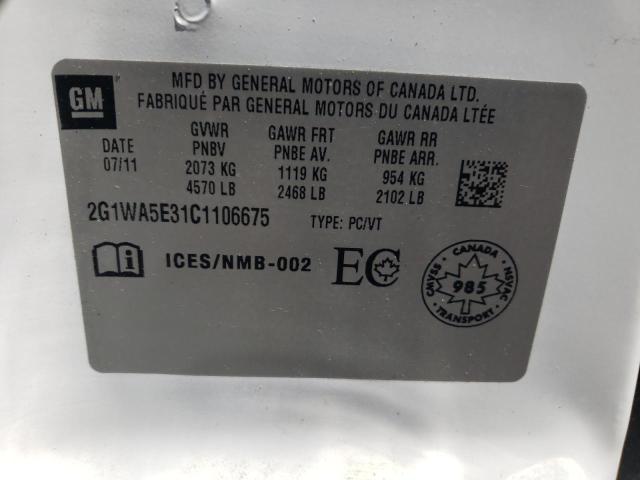 GM
MFD BY GENERAL MOTORS OF CANADA LTD.
FABRIQUÉ PAR GENERAL MOTORS DU CANADA LTÉE
DATE
07/11
GVWR
PNBV
2073 KG
4570 LB
GAWR FRT
PNBE AV.
1119 KG
2468 LB
GAWR RR
PNBE ARR.
954 KG
2102 LB
2G1WA5E31C1106675 TYPE: PC/VT
ICES/NMB-002
EC
CANADA
CMVSS
985
NSVAC
TRANSPORT